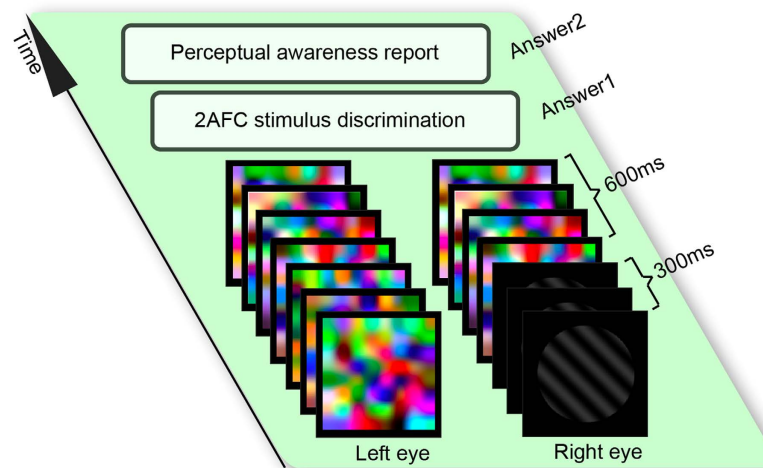 Time
Perceptual awareness report
Answer2
2AFC stimulus discrimination
Answer1
600ms
300ms
Left eye
Right eye